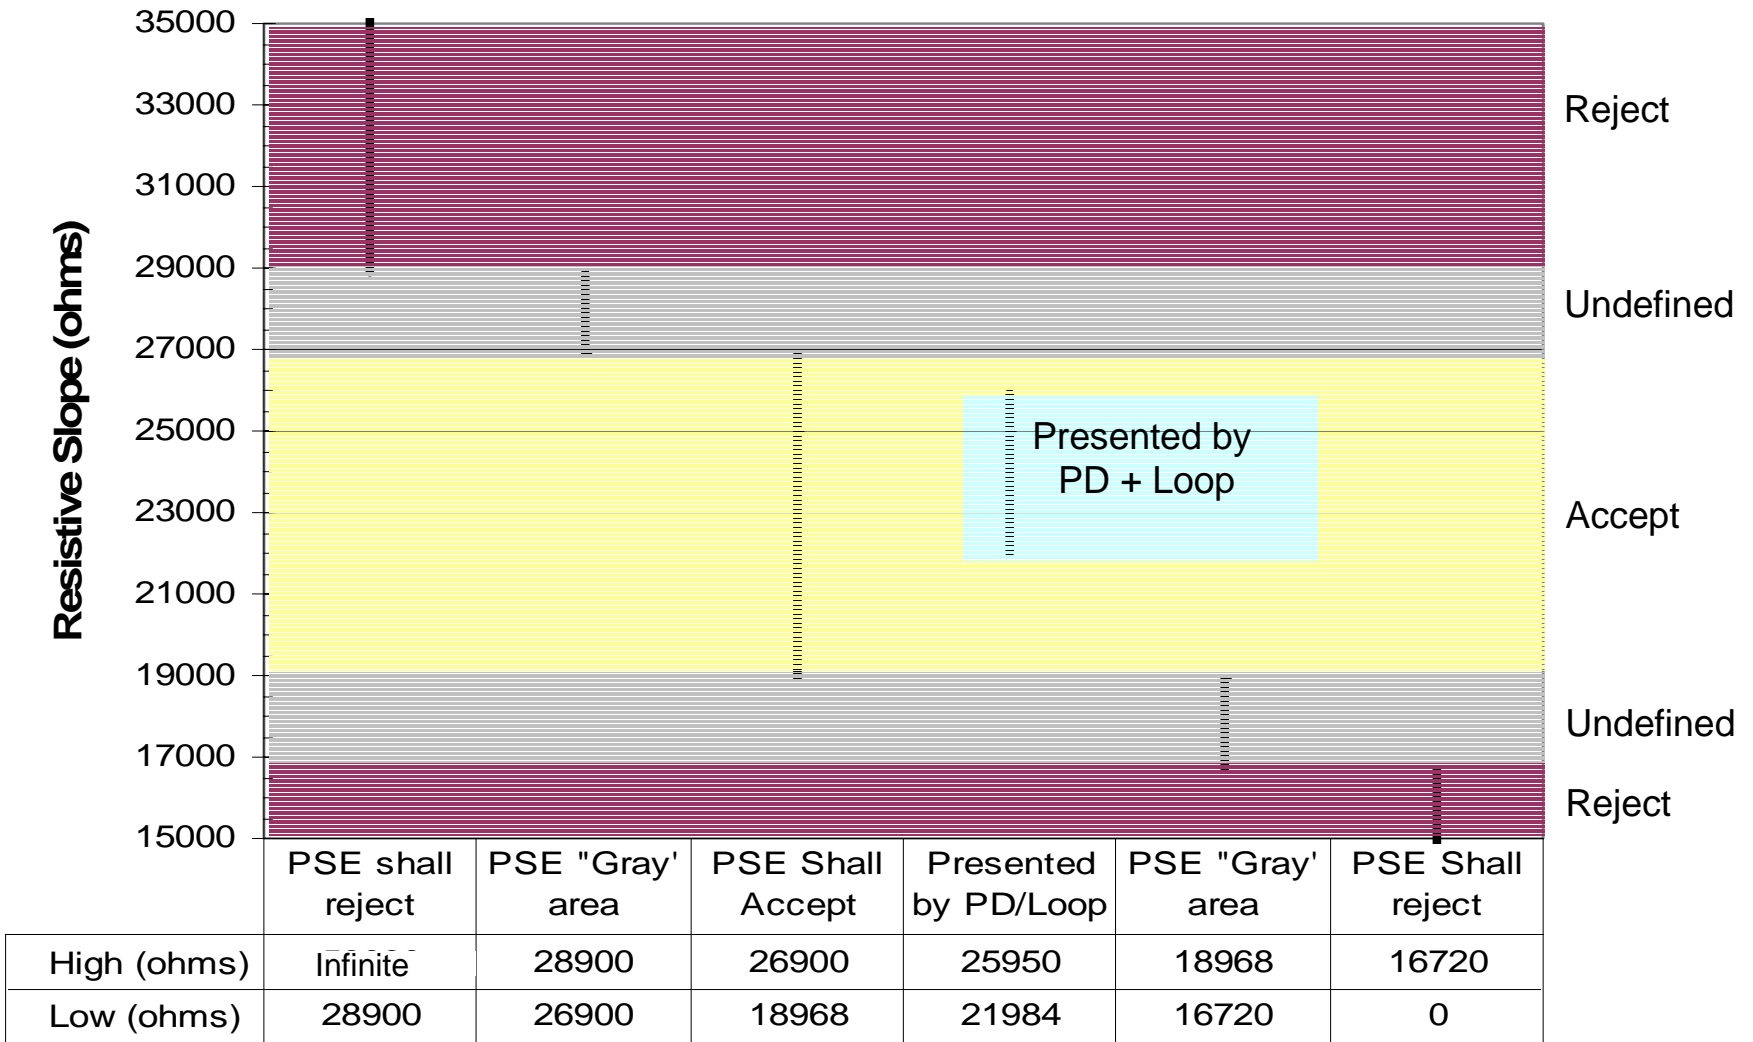 35000
33000
31000
29000
27000
25000
23000
21000
19000
17000
15000
Resistive Slope (ohms)
Reject
Undefined
Accept
Undefined
Reject
Presented by
PD + Loop
PSE shall reject PSE "Gray' area PSE Shall Accept Presented by PD/Loop PSE "Gray' area PSE Shall reject
High (ohms) Infinite 28900 26900 25950 18968 16720
Low (ohms) 28900 26900 18968 21984 16720 0